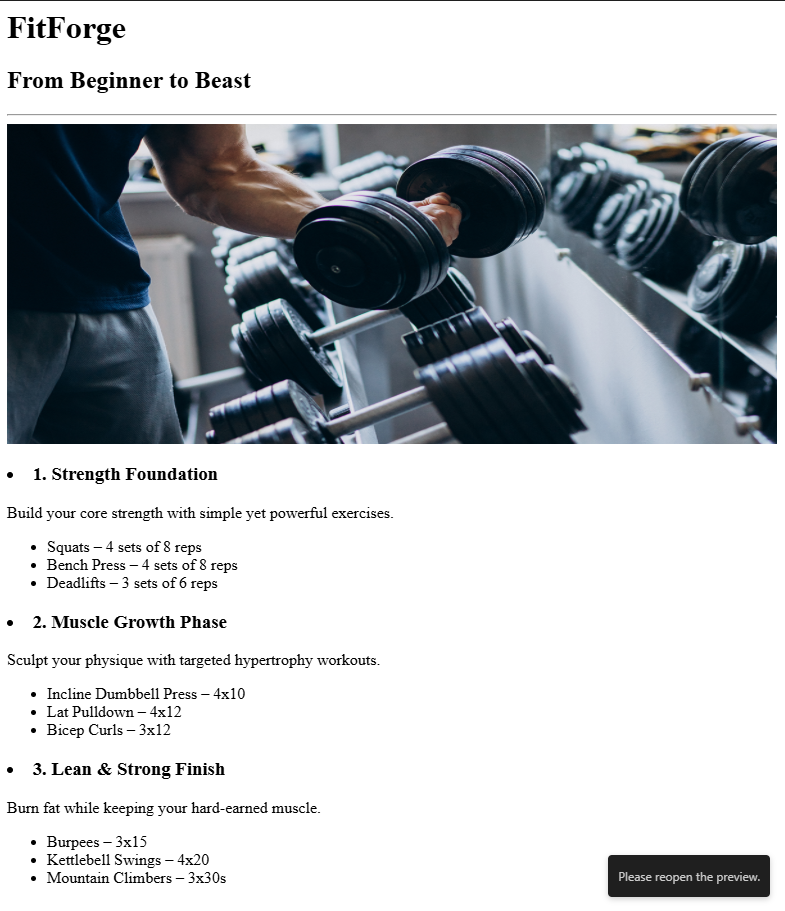 FitForge
From Beginner to Beast
• 1. Strength Foundation
Build your core strength with simple yet powerful exercises.
• Squats – 4 sets of 8 reps
• Bench Press – 4 sets of 8 reps
• Deadlifts – 3 sets of 6 reps
• 2. Muscle Growth Phase
Sculpt your physique with targeted hypertrophy workouts.
• Incline Dumbbell Press – 4x10
• Lat Pulldown – 4x12
• Bicep Curls – 3x12
• 3. Lean & Strong Finish
Burn fat while keeping your hard-earned muscle.
• Burpees – 3x15
• Kettlebell Swings – 4x20
• Mountain Climbers – 3x30s
Please reopen the preview.